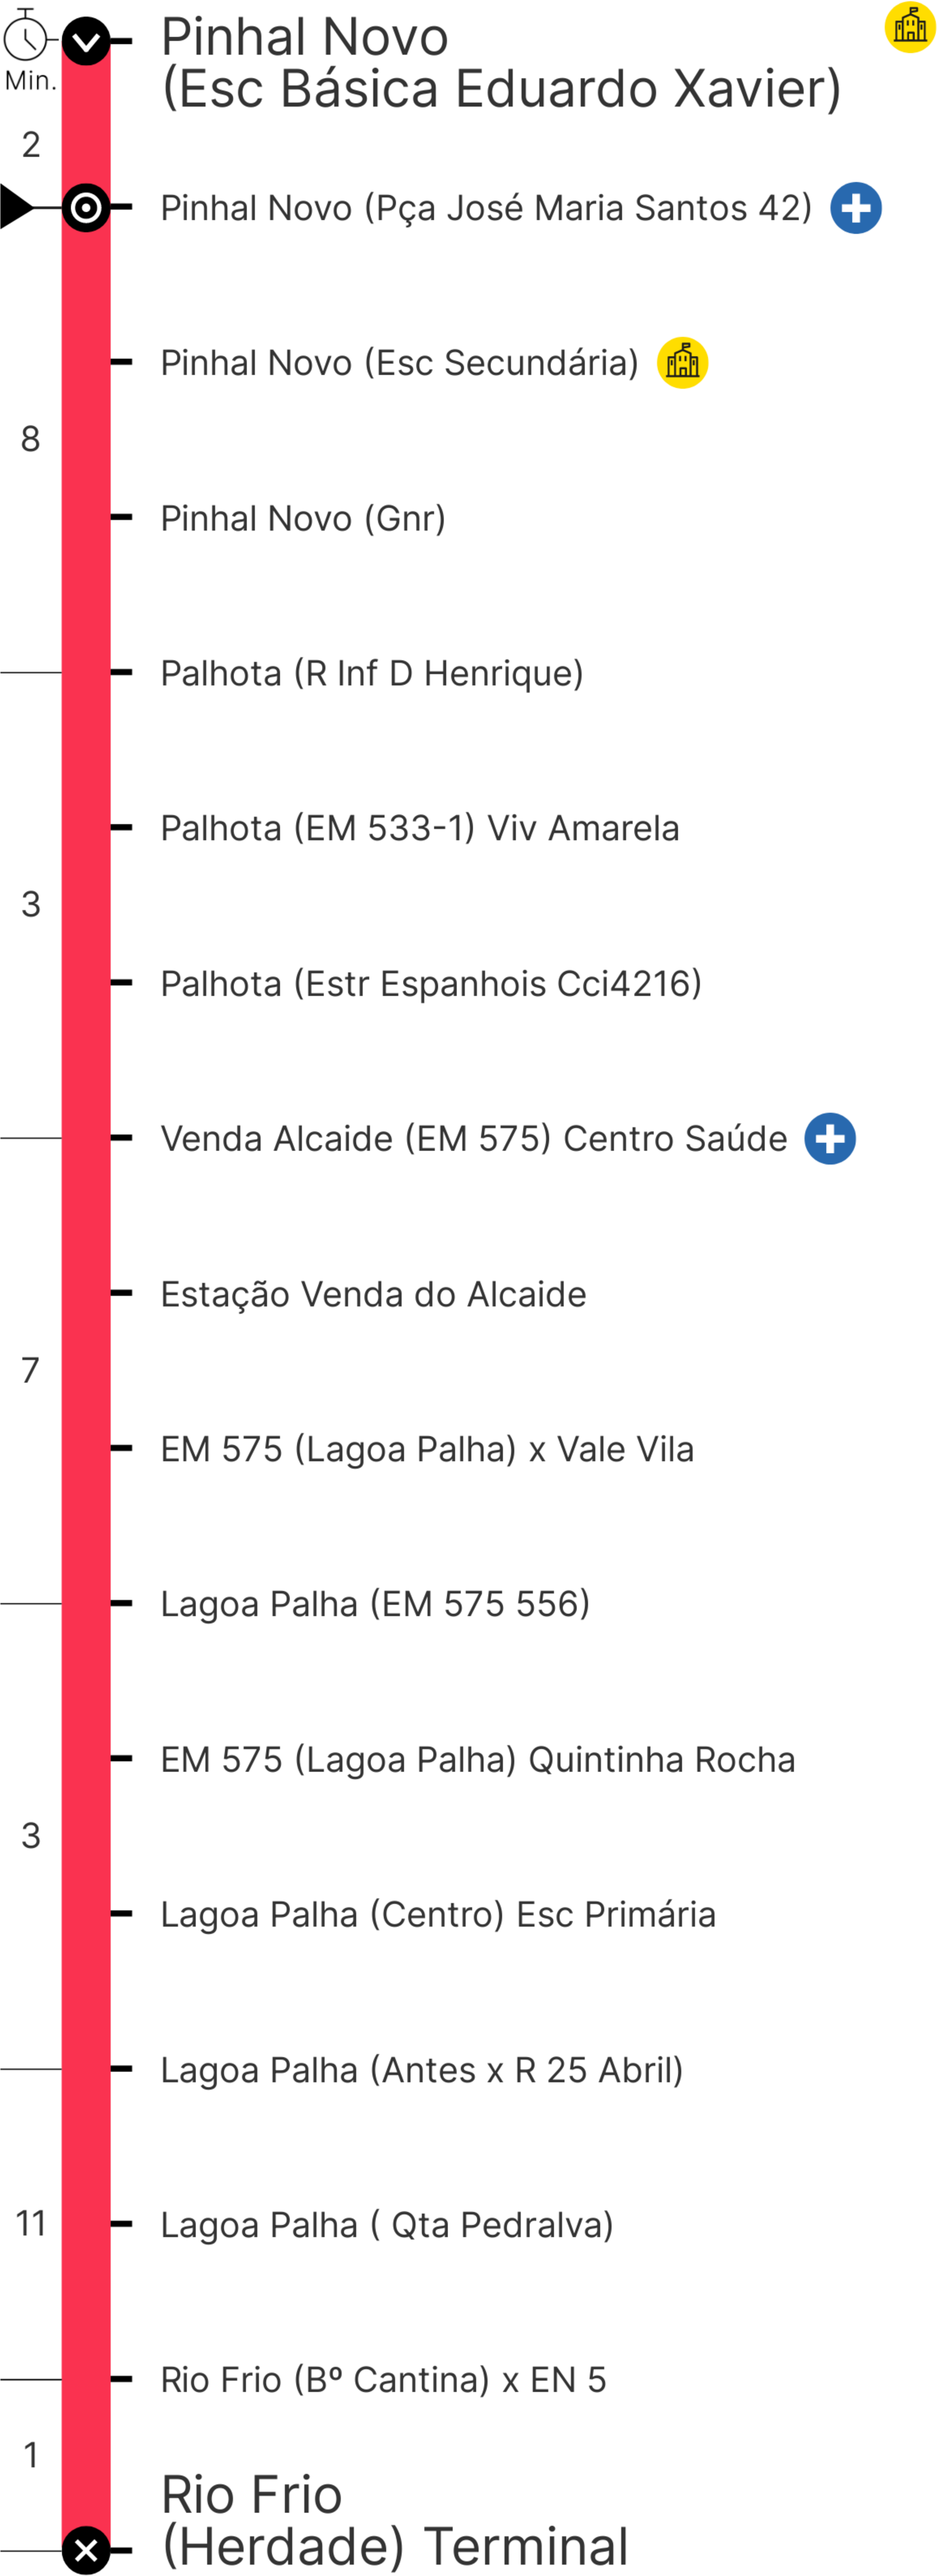 Pinhal Novo
(Esc Básica Eduardo Xavier)
Min.
2
Pinhal Novo (Pça José Maria Santos 42)
Pinhal Novo (Esc Secundária)
8
Pinhal Novo (Gnr)
Palhota (R Inf D Henrique)
Palhota (EM 533-1) Viv Amarela
3
Palhota (Estr Espanhois Cci4216)
Venda Alcaide (EM 575) Centro Saúde
Estação Venda do Alcaide
7
EM 575 (Lagoa Palha) x Vale Vila
Lagoa Palha (EM 575 556)
EM 575 (Lagoa Palha) Quintinha Rocha
3
Lagoa Palha (Centro) Esc Primária
Lagoa Palha (Antes x R 25 Abril)
11
Lagoa Palha ( Qta Pedralva)
Rio Frio (Bº Cantina) x EN 5
1
Rio Frio
(Herdade) Terminal